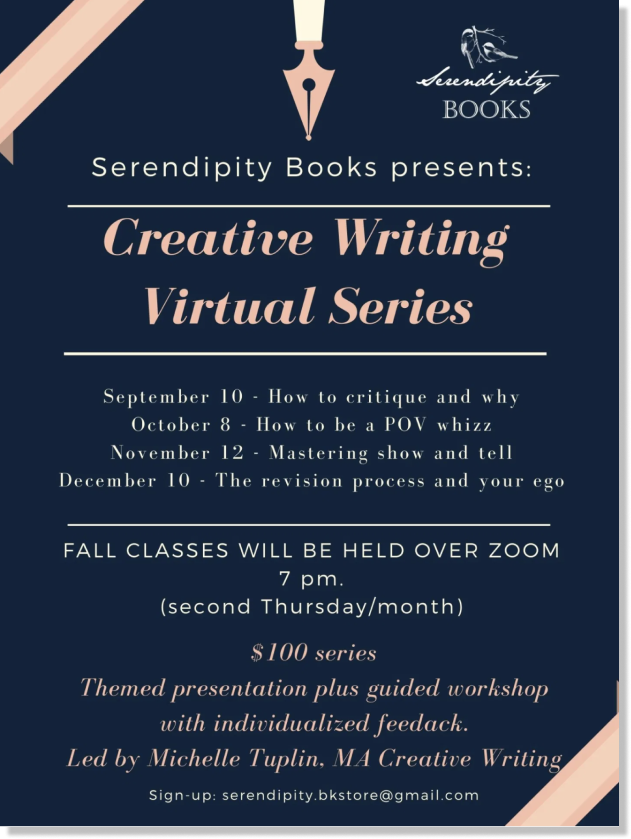 Serendipity
BOOKS
Serendipity Books presents:
Creative Writing
Virtual Series
September 10 - How to critique and why
October 8 - How to be a POV whizz
November 12 - Mastering show and tell
December 10 - The revision process and your ego
FALL CLASSES WILL BE HELD OVER ZOOM
7 pm.
(second Thursday/month)
$100 series
Themed presentation plus guided workshop
with individualized feedack.
Led by Michelle Tuplin, MA Creative Writing
Sign-up: serendipity.bkstore@gmail.com